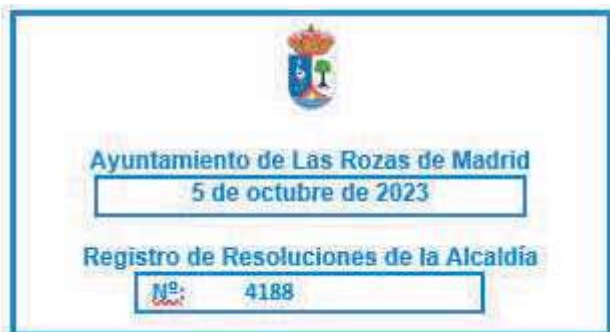 Ayuntamiento de Las Rozas de Madrid
5 de octubre de 2023
Registro de Resoluciones de la Alcaldía
Nº: 4188